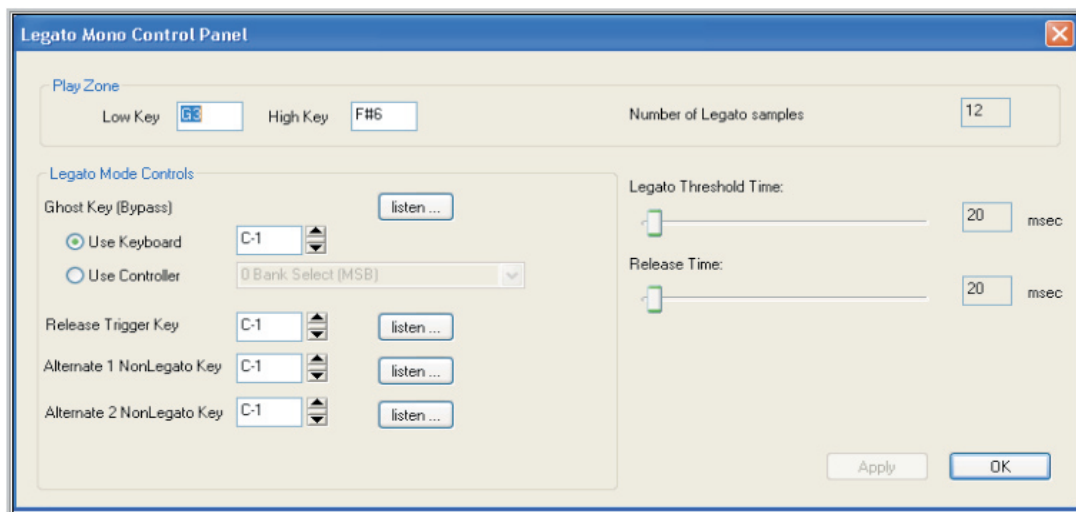 Legato Mono Control Panel
Play Zone
Low Key G3 High Key F#6 Number of Legato samples 12
Legato Mode Controls
Ghost Key (Bypass) listen ...
Use Keyboard C-1
Use Controller 0 Bank Select (MSB)
Release Trigger Key C-1 listen ...
Alternate 1 NonLegato Key C-1 listen ...
Alternate 2 NonLegato Key C-1 listen ...
Legato Threshold Time:
20 msec
Release Time:
20 msec
Apply OK